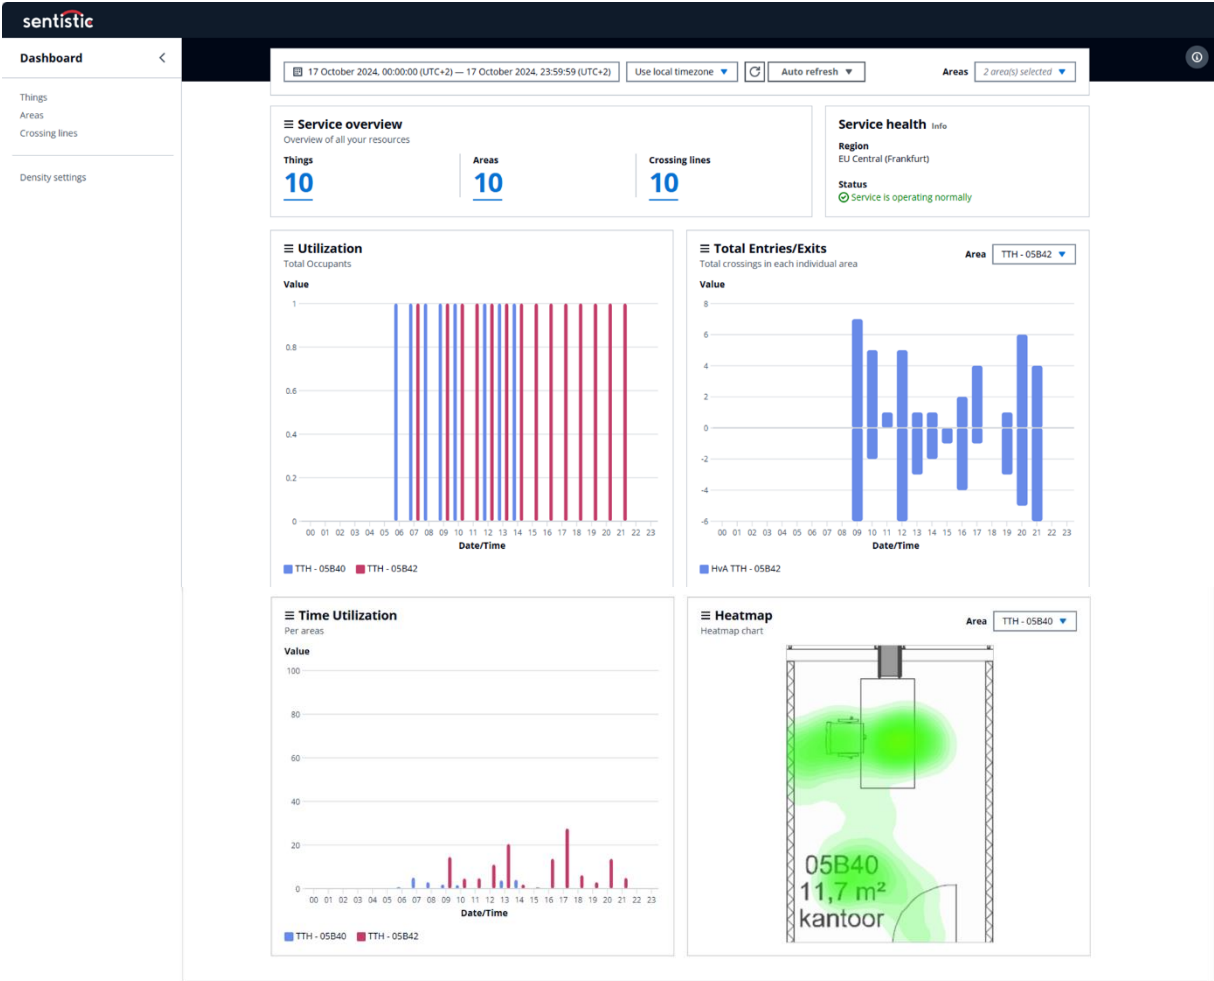 sentistic
Dashboard
Things
Areas
Crossing lines
Density settings
17 October 2024, 00:00:00 (UTC+2) — 17 October 2024, 23:59:59 (UTC+2)
Use local timezone
Auto refresh
Areas
2 area(s) selected
Service overview
Overview of all your resources
Things
10
Areas
10
Crossing lines
10
Service health Info
Region
EU Central (Frankfurt)
Status
Service is operating normally
Utilization
Total Occupants
Value
1
0.8
0.6
0.4
0.2
0
00 01 02 03 04 05 06 07 08 09 10 11 12 13 14 15 16 17 18 19 20 21 22 23
Date/Time
TTH - 05B40 TTH - 05B42
Total Entries/Exits
Total crossings in each individual area
Area TTH - 05B42
Value
8
6
4
2
0
-2
-4
-6
00 01 02 03 04 05 06 07 08 09 10 11 12 13 14 15 16 17 18 19 20 21 22 23
Date/Time
HvA TTH - 05B42
Time Utilization
Per areas
Value
100
80
60
40
20
0
00 01 02 03 04 05 06 07 08 09 10 11 12 13 14 15 16 17 18 19 20 21 22 23
Date/Time
TTH - 05B40 TTH - 05B42
Heatmap
Heatmap chart
Area TTH - 05B40
05B40
11,7 m²
kantoor